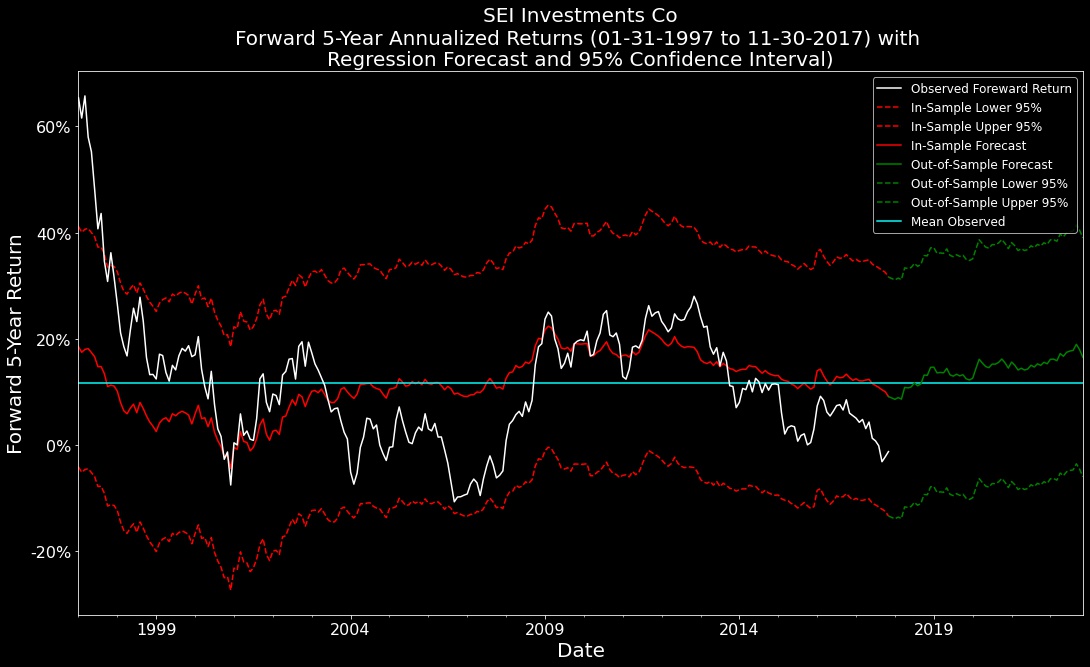 SEI Investments Co
Forward 5-Year Annualized Returns (01-31-1997 to 11-30-2017) with
Regression Forecast and 95% Confidence Interval)
Observed Foreward Return
In-Sample Lower 95%
In-Sample Upper 95%
In-Sample Forecast
Out-of-Sample Forecast
Out-of-Sample Lower 95%
Out-of-Sample Upper 95%
Mean Observed
Forward 5-Year Return
60%
40%
20%
0%
-20%
1999
2004
2009
2014
2019
Date